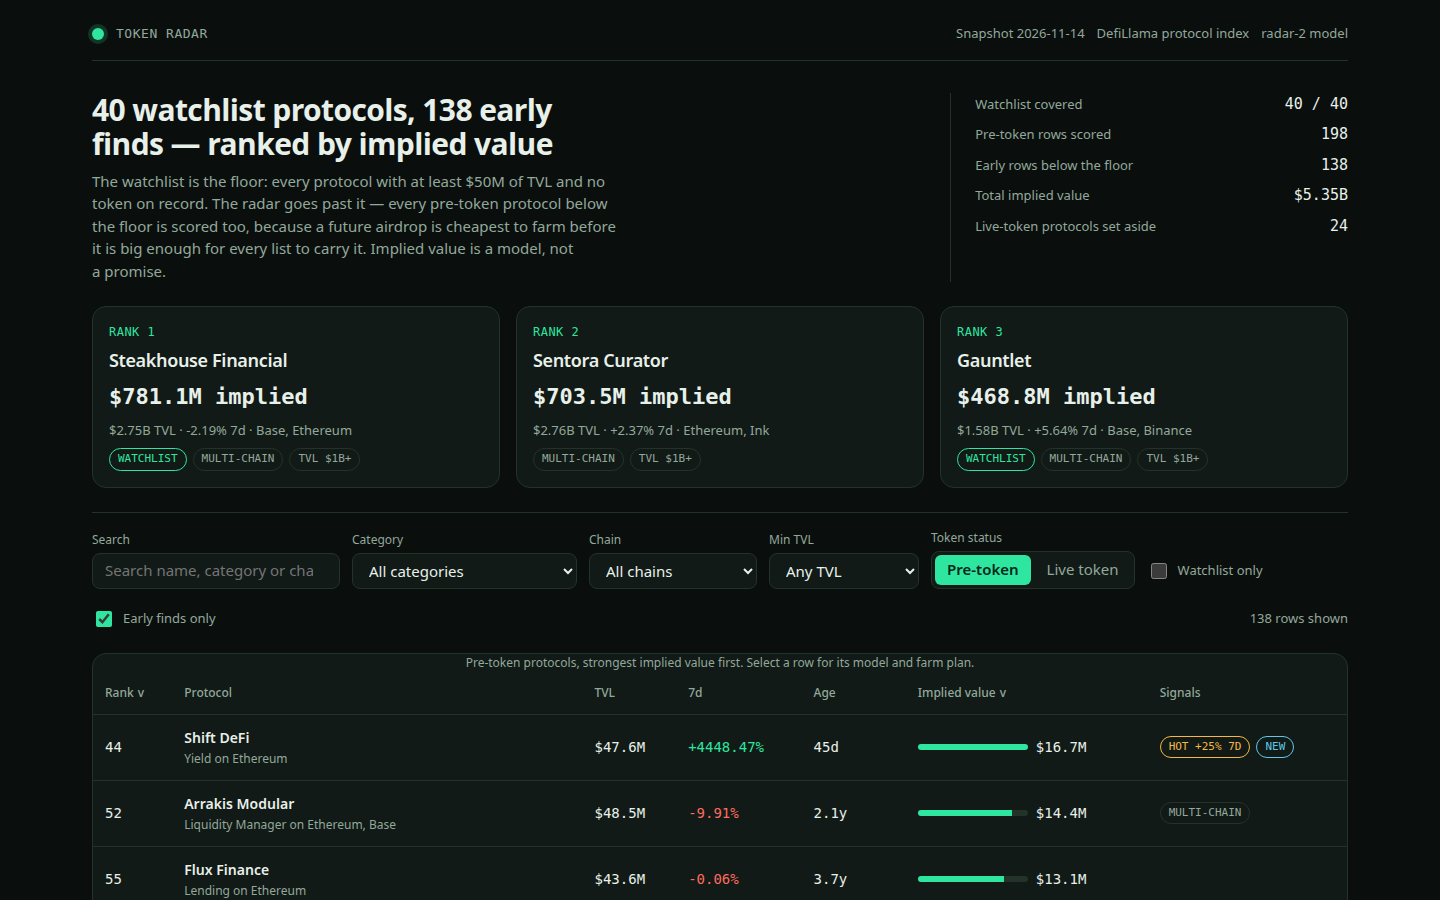 TOKEN RADAR
Snapshot 2026-11-14 DefiLlama protocol index radar-2 model
40 watchlist protocols, 138 early
finds — ranked by implied value
The watchlist is the floor: every protocol with at least $50M of TVL and no
token on record. The radar goes past it — every pre-token protocol below
the floor is scored too, because a future airdrop is cheapest to farm before
it is big enough for every list to carry it. Implied value is a model, not
a promise.
Watchlist covered 40 / 40
Pre-token rows scored 198
Early rows below the floor 138
Total implied value $5.35B
Live-token protocols set aside 24
RANK 1
Steakhouse Financial
$781.1M implied
$2.75B TVL · -2.19% 7d · Base, Ethereum
WATCHLIST MULTI-CHAIN TVL $1B+
RANK 2
Sentora Curator
$703.5M implied
$2.76B TVL · +2.37% 7d · Ethereum, Ink
MULTI-CHAIN TVL $1B+
RANK 3
Gauntlet
$468.8M implied
$1.58B TVL · +5.64% 7d · Base, Binance
WATCHLIST MULTI-CHAIN TVL $1B+
Search Category Chain Min TVL Token status
Search name, category or cha All categories All chains Any TVL Pre-token Live token Watchlist only
Early finds only 138 rows shown
Pre-token protocols, strongest implied value first. Select a row for its model and farm plan.
Rank v Protocol TVL 7d Age Implied value v Signals
44 Shift DeFi $47.6M +4448.47% 45d $16.7M HOT +25% 7D NEW
Yield on Ethereum
52 Arrakis Modular $48.5M -9.91% 2.1y $14.4M MULTI-CHAIN
Liquidity Manager on Ethereum, Base
55 Flux Finance $43.6M -0.06% 3.7y $13.1M
Lending on Ethereum